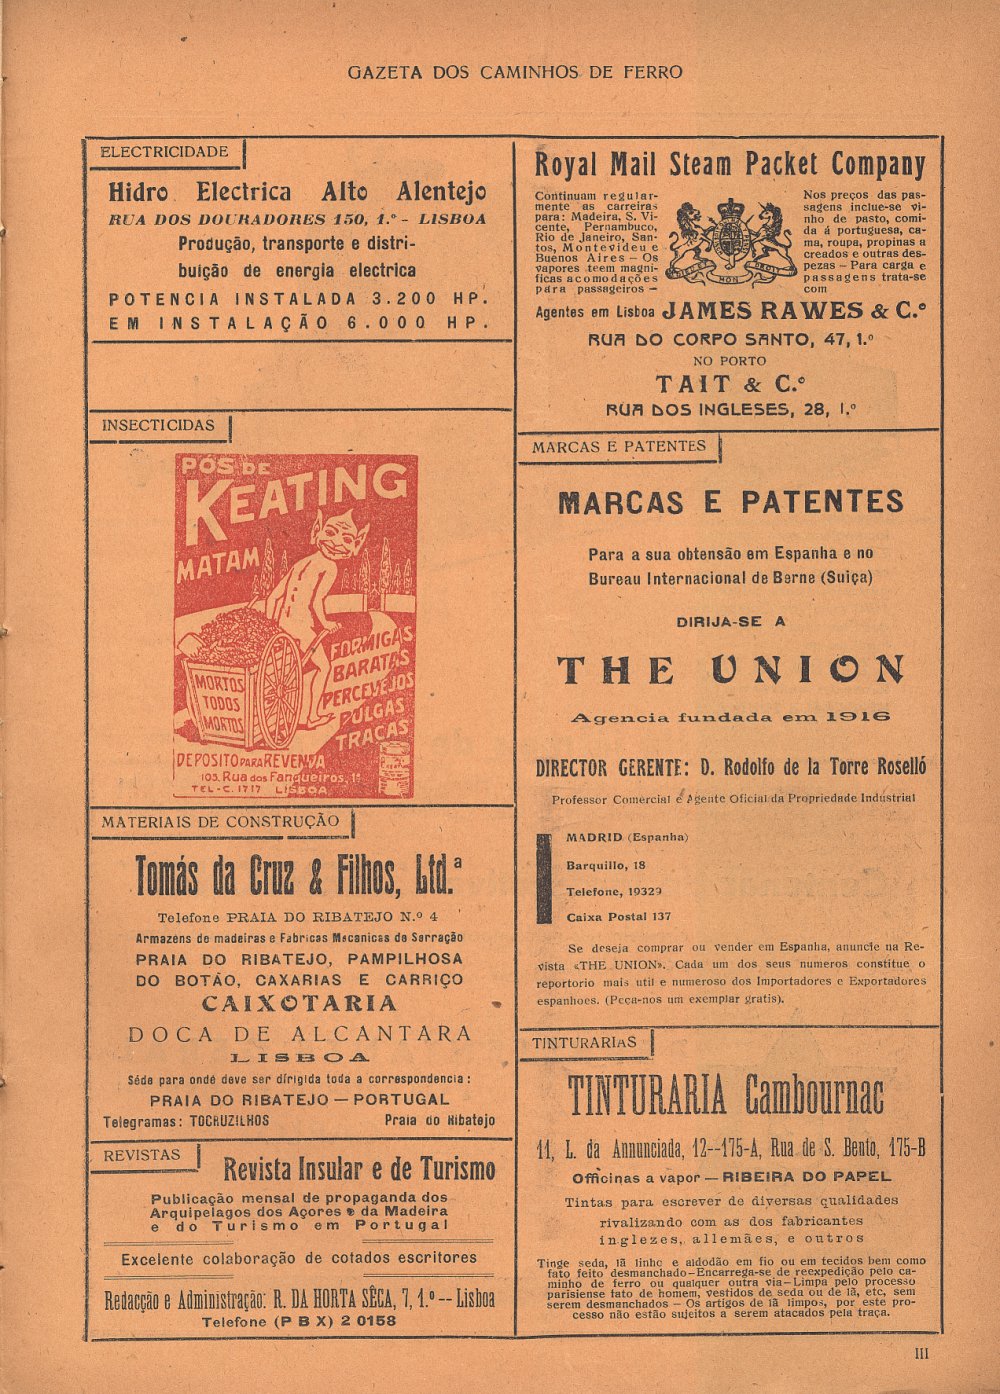 GAZETA DOS CAMINHOS DE FERRO
ELECTRICIDADE
Hidro Electrica Alto Alentejo
RUA DOS DOURADORES 150, 1.º - LISBOA
Produção, transporte e distri-
buição de energia electrica
POTENCIA INSTALADA 3.200 HP.
EM INSTALAÇÃO 6.000 HP.
INSECTICIDAS
PÓS DE
KEATING
MATAM
FORMIGAS
BARATAS
PERCEVEJOS
PULGAS
TRAÇAS
MORTOS
TODOS
MORTOS
DEPOSITO PARA REVENDA
103. Rua dos Fanqueiros, 1º
TEL-C. 1717 LISBOA
MATERIAIS DE CONSTRUÇÃO
Tomás da Cruz & Filhos, Ltd.ª
Telefone PRAIA DO RIBATEJO N.º 4
Armazens de madeiras e Fabricas Mecanicas de Serração
PRAIA DO RIBATEJO, PAMPILHOSA
DO BOTÃO, CAXARIAS E CARRIÇO
CAIXOTARIA
DOCA DE ALCANTARA
LISBOA
Séde para onde deve ser dirigida toda a correspondencia:
PRAIA DO RIBATEJO — PORTUGAL
Telegramas: TOCRUZILHOS Praia do Ribatejo
REVISTAS
Revista Insular e de Turismo
Publicação mensal de propaganda dos
Arquipelagos dos Açores e da Madeira
e do Turismo em Portugal
Excelente colaboração de cotados escritores
Redacção e Administração: R. DA HORTA SÊCA, 7, 1.º -- Lisboa
Telefone (P B X) 2 0158
Royal Mail Steam Packet Company
Continuam regular-
mente as carreiras
para: Madeira, S. Vi-
cente, Pernambuco,
Rio de Janeiro, San-
tos, Montevideu e
Buenos Aires — Os
vapores teem magni-
ficas acomodações
para passageiros —
Nos preços das pas-
sagens inclue-se vi-
nho de pasto, comi-
da á portuguesa, ca-
ma, roupa, propinas a
creados e outras des-
pezas — Para carga e
passagens trata-se
com
Agentes em Lisboa JAMES RAWES & C.º
RUA DO CORPO SANTO, 47, 1.º
NO PORTO
TAIT & C.º
RUA DOS INGLESES, 28, 1.º
MARCAS E PATENTES
MARCAS E PATENTES
Para a sua obtensão em Espanha e no
Bureau Internacional de Berne (Suiça)
DIRIJA-SE A
THE UNION
Agencia fundada em 1916
DIRECTOR GERENTE: D. Rodolfo de la Torre Roselló
Professor Comercial e Agente Oficial da Propriedade Industrial
MADRID (Espanha)
Barquillo, 18
Telefone, 19329
Caixa Postal 137
Se deseja comprar ou vender em Espanha, anuncie na Re-
vista «THE UNION». Cada um dos seus numeros constitue o
reportorio mais util e numeroso dos Importadores e Exportadores
espanhoes. (Peça-nos um exemplar gratis).
TINTURARIAS
TINTURARIA Cambournac
11, L. da Annunciada, 12--175-A, Rua de S. Bento, 175-B
Officinas a vapor — RIBEIRA DO PAPEL
Tintas para escrever de diversas qualidades
rivalizando com as dos fabricantes
inglezes, allemães, e outros
Tinge seda, lã linho e aldodão em fio ou em tecidos bem como
fato feito desmanchado — Encarrega-se de reexpedição pelo ca-
minho de ferro ou qualquer outra via — Limpa pelo processo
parisiense fato de homem, vestidos de seda ou de lã, etc, sem
serem desmanchados — Os artigos de lã limpos, por este pro-
cesso não estão sujeitos a serem atacados pela traça.
III